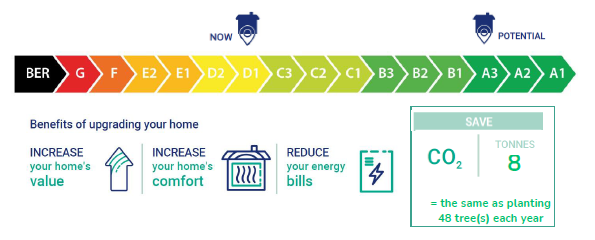 NOW
POTENTIAL
BER G F E2 E1 D2 D1 C3 C2 C1 B3 B2 B1 A3 A2 A1
Benefits of upgrading your home
INCREASE
your home's
value
INCREASE
your home's
comfort
REDUCE
your energy
bills
SAVE
CO2
TONNES
8
= the same as planting
48 tree(s) each year